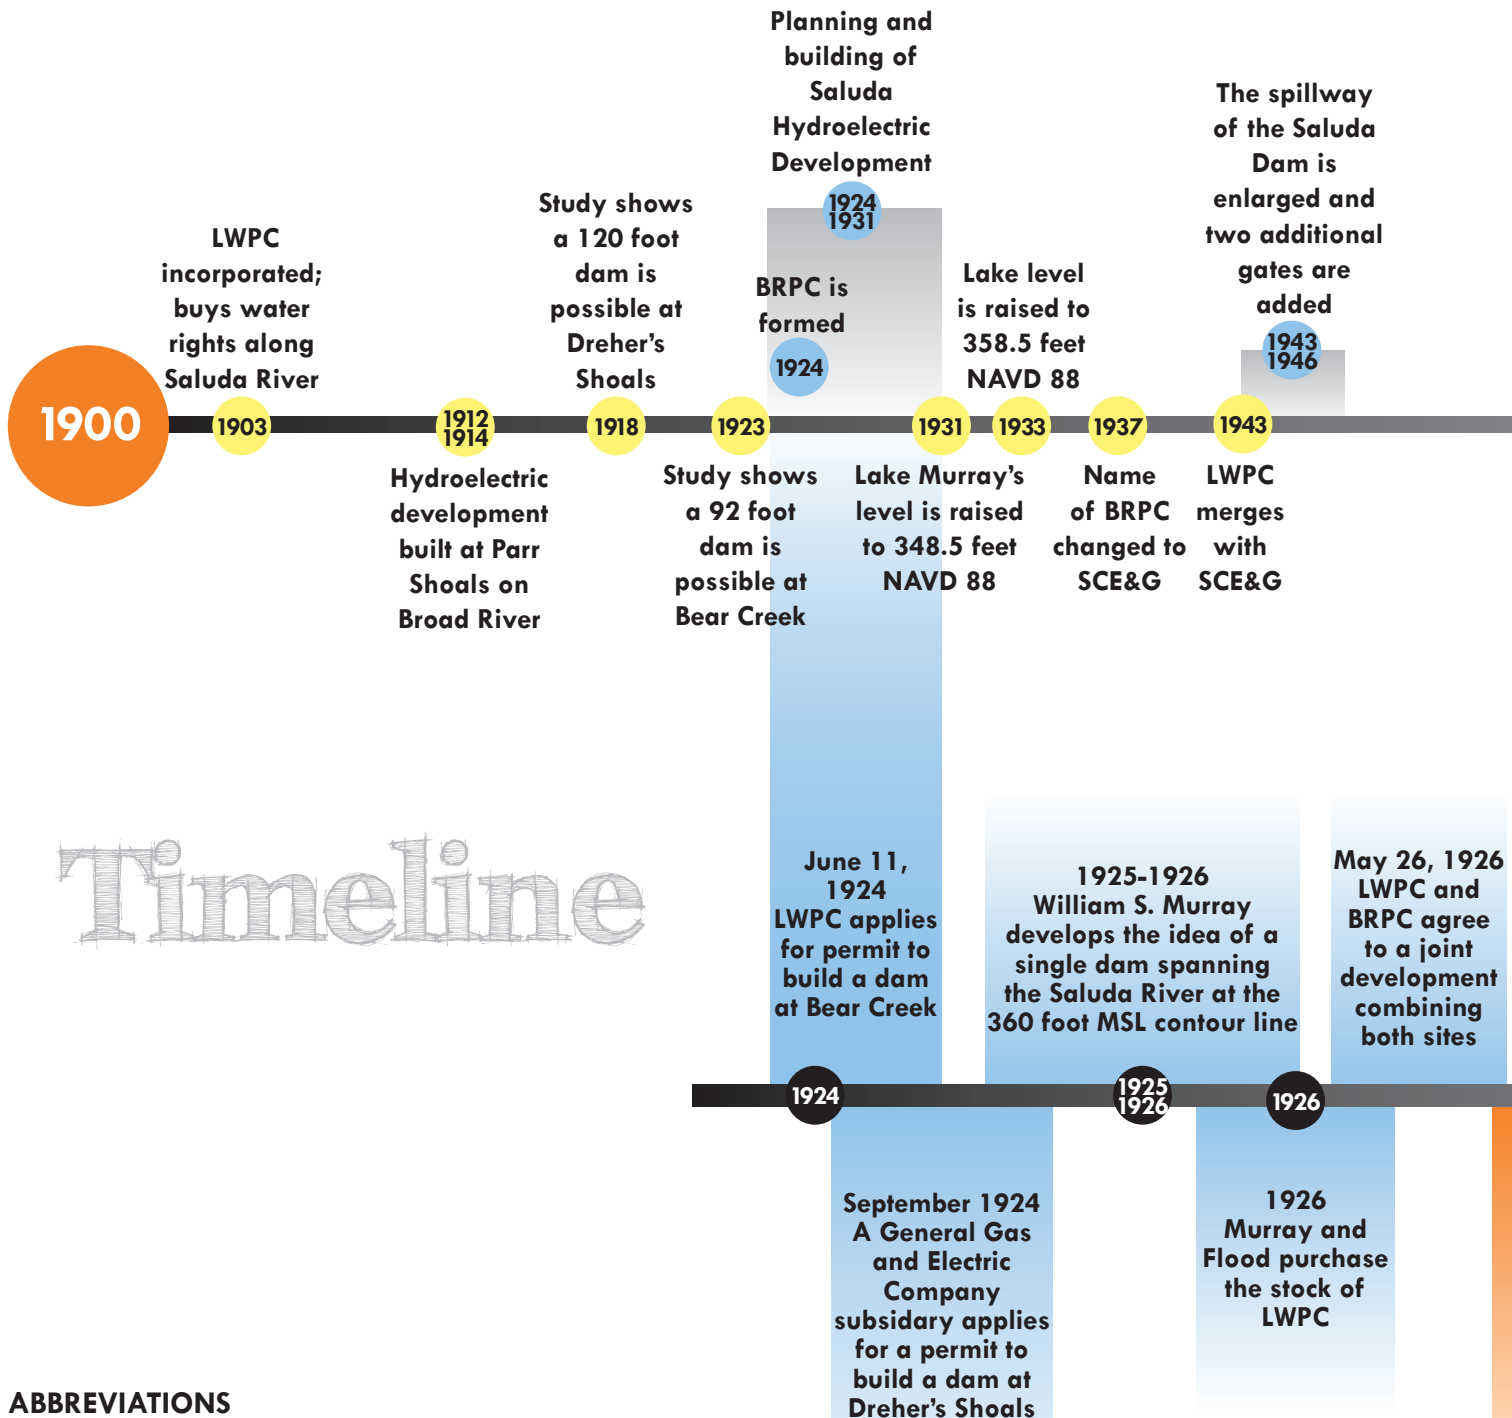 Planning and
building of
Saluda
Hydroelectric
Development
1924
1931
The spillway
of the Saluda
Dam is
enlarged and
two additional
gates are
added
1943
1946
Study shows
a 120 foot
dam is
possible at
Dreher's
Shoals
LWPC
incorporated;
buys water
rights along
Saluda River
BRPC is
formed
1924
Lake level
is raised to
358.5 feet
NAVD 88
1900
1903
1912
1914
1918
1923
1931
1933
1937
1943
Hydroelectric
development
built at Parr
Shoals on
Broad River
Study shows
a 92 foot
dam is
possible at
Bear Creek
Lake Murray's
level is raised
to 348.5 feet
NAVD 88
Name
of BRPC
changed to
SCE&G
LWPC
merges
with
SCE&G
Timeline
June 11,
1924
LWPC applies
for permit to
build a dam
at Bear Creek
1925-1926
William S. Murray
develops the idea of a
single dam spanning
the Saluda River at the
360 foot MSL contour line
May 26, 1926
LWPC and
BRPC agree
to a joint
development
combining
both sites
1924
1925
1926
1926
September 1924
A General Gas
and Electric
Company
subsidary applies
for a permit to
build a dam at
Dreher's Shoals
1926
Murray and
Flood purchase
the stock of
LWPC
ABBREVIATIONS